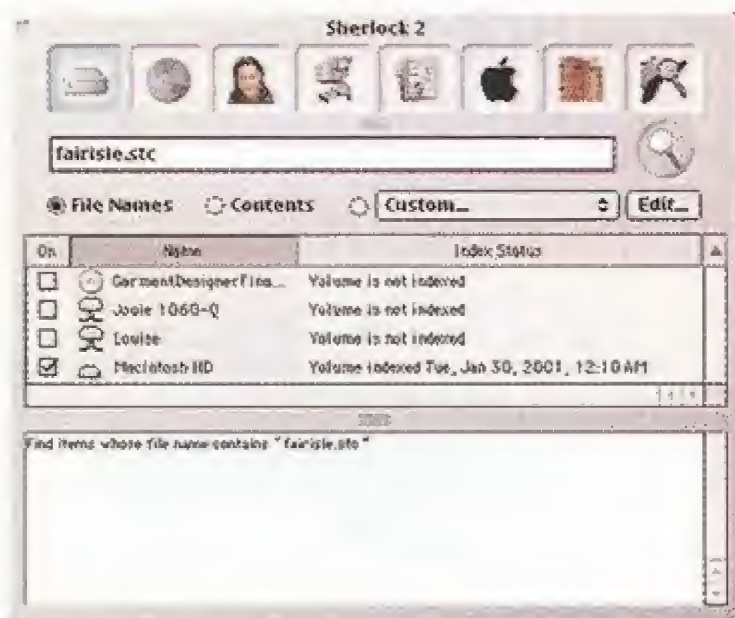 Sherlock 2
fairisle.stc
File Names Contents Custom... Edit...
On Name Index Status
GarmentDesignerFina... Volume is not indexed
Volume is not indexed
Louise Volume is not indexed
Macintosh HD Volume indexed Tue, Jan 30, 2001, 12:10 AM
Find items whose file name contains "fairisle.stc"